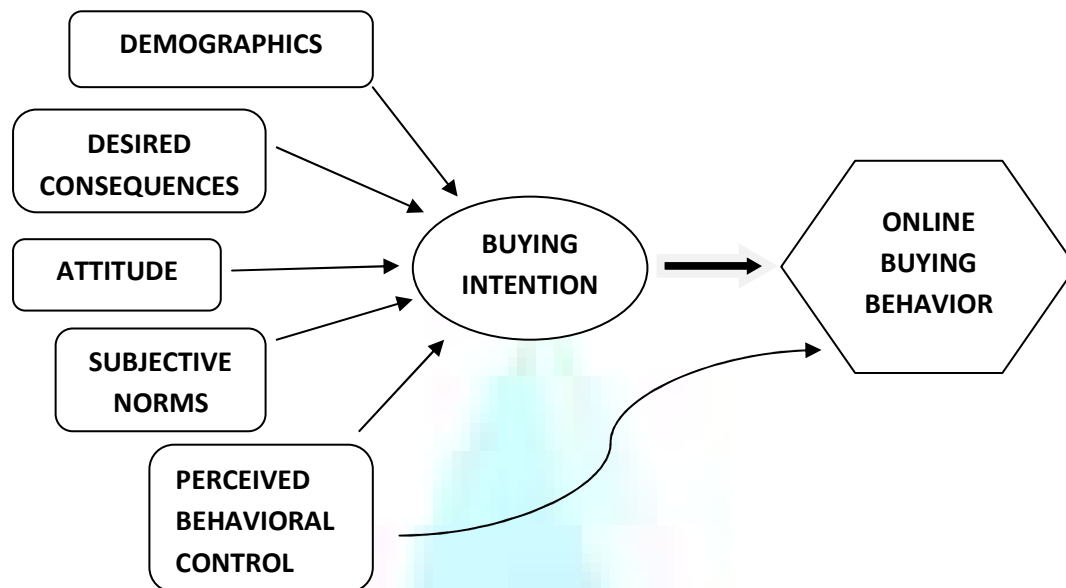 DEMOGRAPHICS
DESIRED
CONSEQUENCES
ATTITUDE
SUBJECTIVE
NORMS
PERCEIVED
BEHAVIORAL
CONTROL
BUYING
INTENTION
ONLINE
BUYING
BEHAVIOR